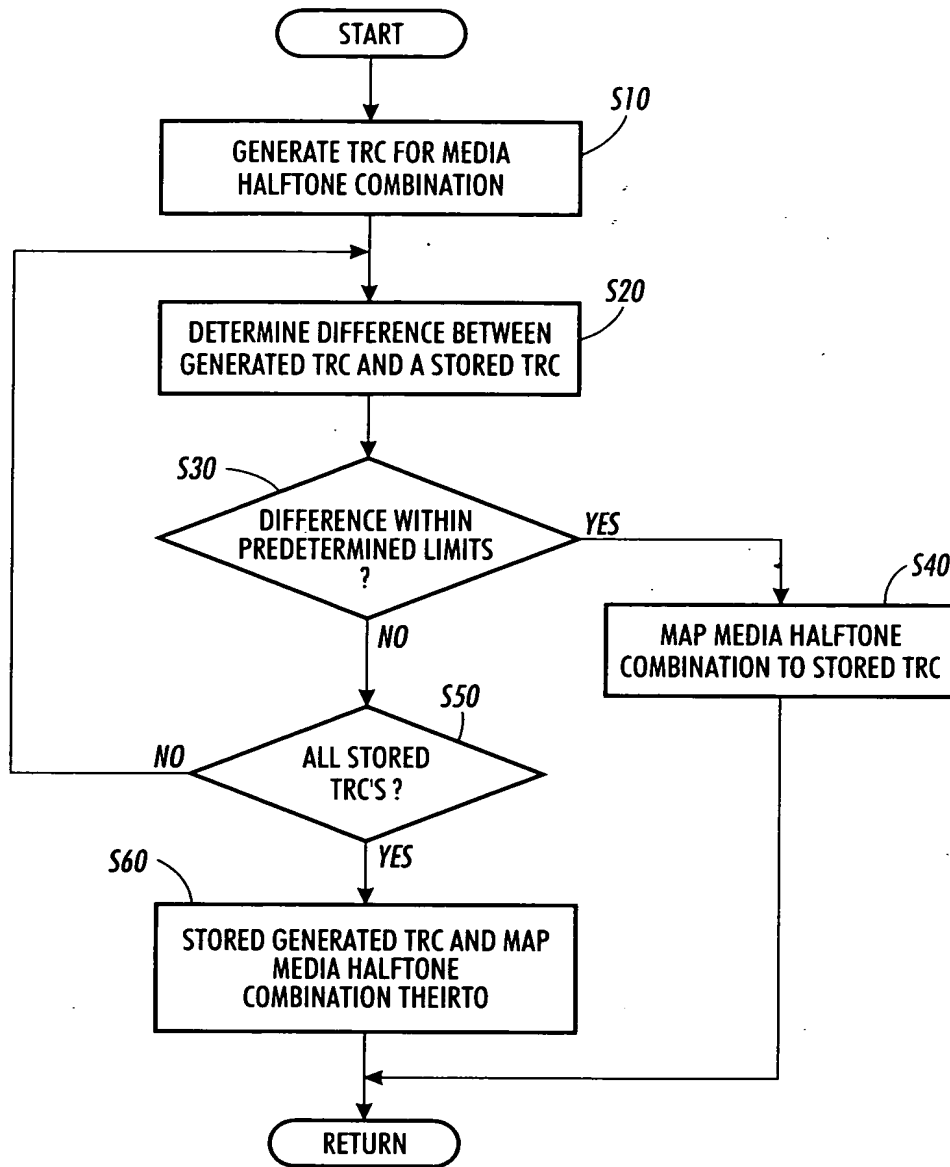 START
S10
GENERATE TRC FOR MEDIA
HALFTONE COMBINATION
S20
DETERMINE DIFFERENCE BETWEEN
GENERATED TRC AND A STORED TRC
S30
DIFFERENCE WITHIN
PREDETERMINED LIMITS
?
YES
NO
S40
MAP MEDIA HALFTONE
COMBINATION TO STORED TRC
S50
ALL STORED
TRC'S ?
NO
YES
S60
STORED GENERATED TRC AND MAP
MEDIA HALFTONE
COMBINATION THEIRTO
RETURN